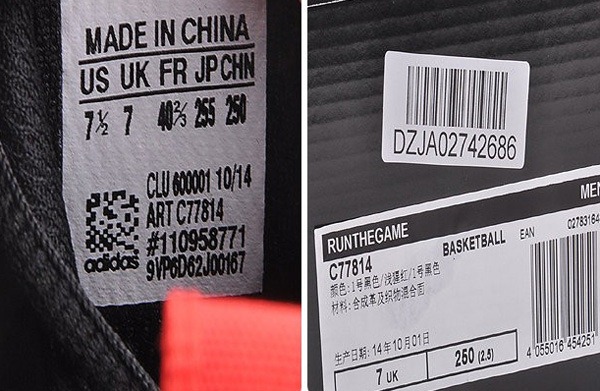 MADE IN CHINA
US UK FR JP CHN
7½ 7 40⅔ 255 250
CLU 600001 10/14
ART C77814
#110958771
9VP6D62J00167
adidas
DZJA02742686
RUNTHEGAME
MEN
C77814
BASKETBALL
EAN
0278316
颜色:1号黑色/浅猩红/1号黑色
材料:合成革及织物混合面
生产日期:14年10月01日
7 UK
250 (2.5)
4 055016 454251